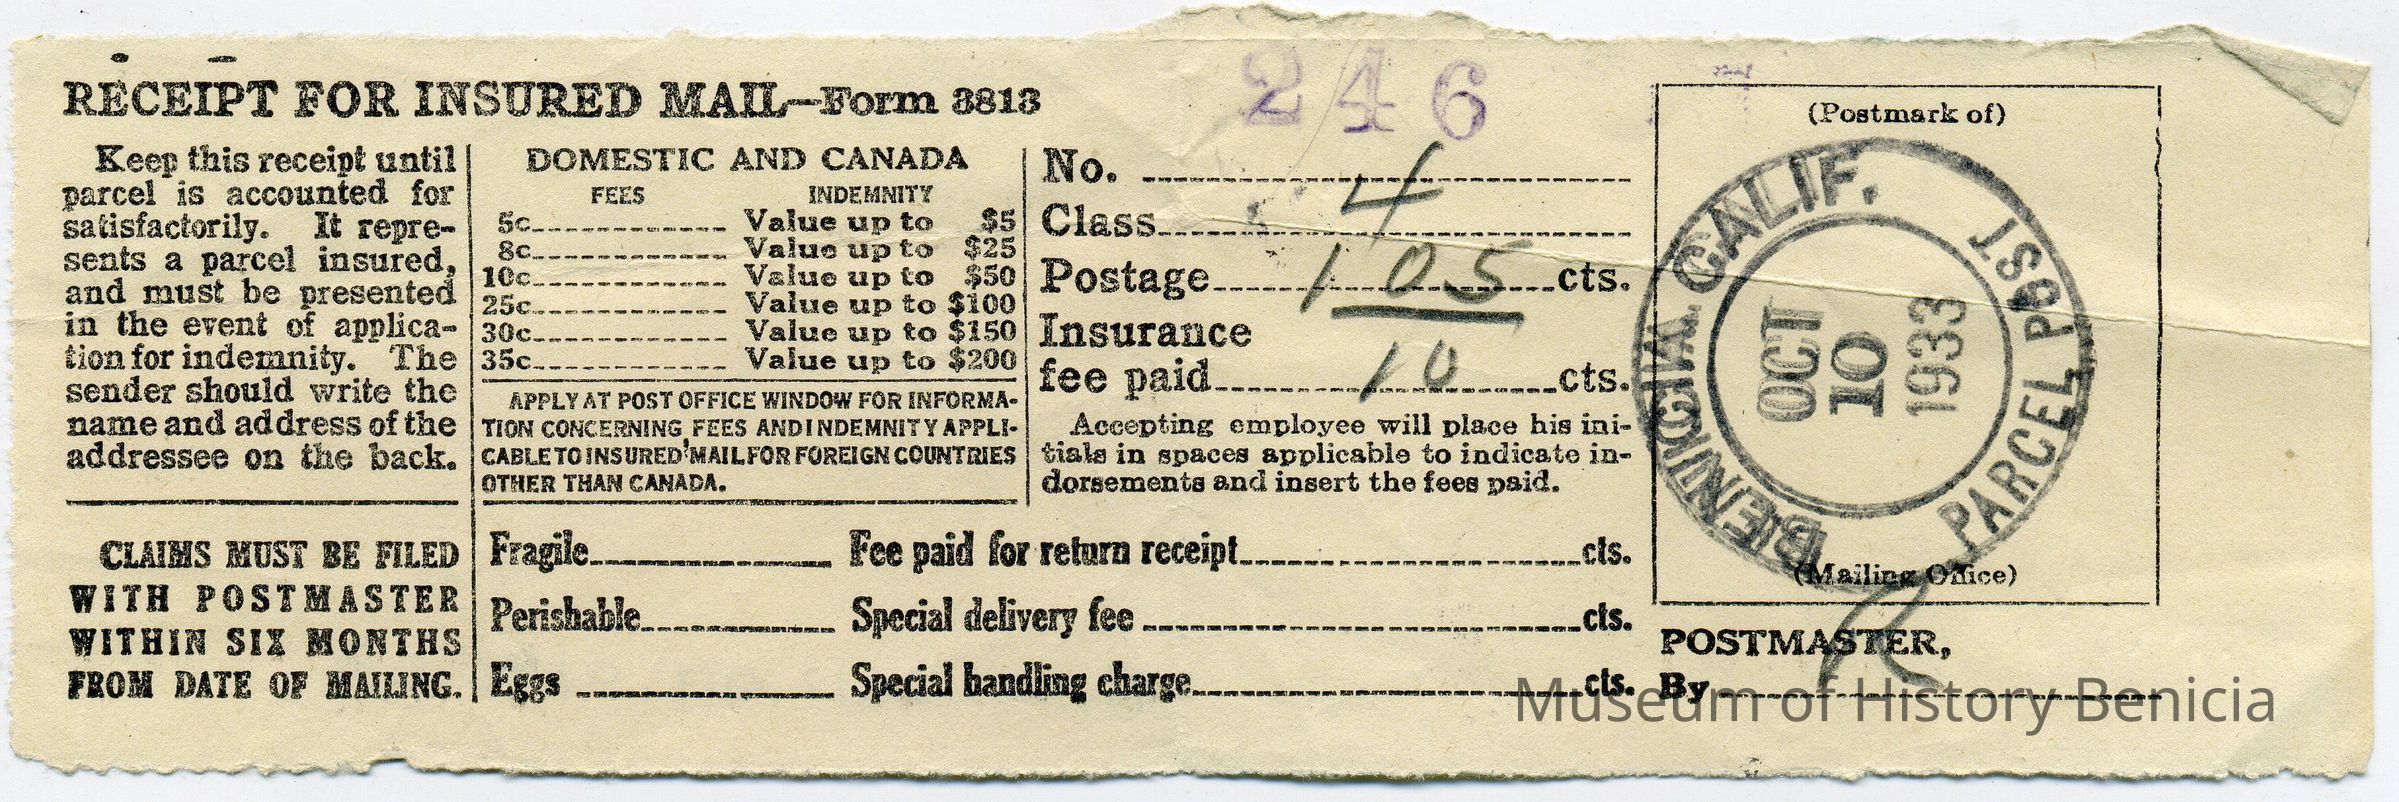 246
RECEIPT FOR INSURED MAIL—Form 3813
Keep this receipt until
parcel is accounted for
satisfactorily. It repre-
sents a parcel insured,
and must be presented
in the event of applica-
tion for indemnity. The
sender should write the
name and address of the
addressee on the back.
CLAIMS MUST BE FILED
WITH POSTMASTER
WITHIN SIX MONTHS
FROM DATE OF MAILING.
DOMESTIC AND CANADA
FEES INDEMNITY
5c. Value up to $5
8c. Value up to $25
10c. Value up to $50
25c. Value up to $100
30c. Value up to $150
35c. Value up to $200
APPLY AT POST OFFICE WINDOW FOR INFORMA-
TION CONCERNING FEES AND INDEMNITY APPLI-
CABLE TO INSURED MAIL FOR FOREIGN COUNTRIES
OTHER THAN CANADA.
No.
Class 4
Postage 105 cts.
Insurance
fee paid 10 cts.
Accepting employee will place his ini-
tials in spaces applicable to indicate in-
dorsements and insert the fees paid.
Fragile Fee paid for return receipt cts.
Perishable Special delivery fee cts.
Eggs Special handling charge cts.
(Postmark of)
BENICIA. CALIF.
PARCEL POST
OCT
10
1933
(Mailing Office)
POSTMASTER,
By
Museum of History Benicia